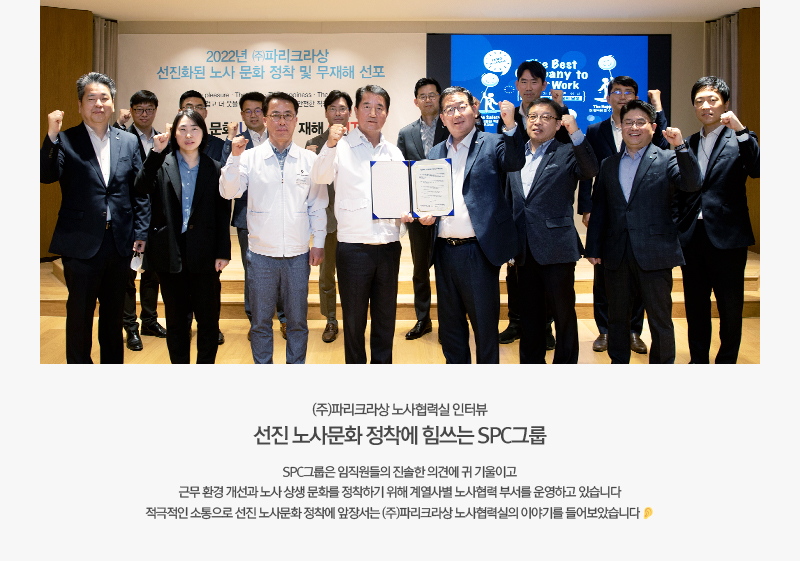 2022년 ㈜파리크라상
선진화된 노사 문화 정착 및 무재해 선포
The Best
Company to
Work
(주)파리크라상 노사협력실 인터뷰
선진 노사문화 정착에 힘쓰는 SPC그룹
SPC그룹은 임직원들의 진솔한 의견에 귀 기울이고
근무 환경 개선과 노사 상생 문화를 정착하기 위해 계열사별 노사협력 부서를 운영하고 있습니다
적극적인 소통으로 선진 노사문화 정착에 앞장서는 (주)파리크라상 노사협력실의 이야기를 들어보았습니다👂